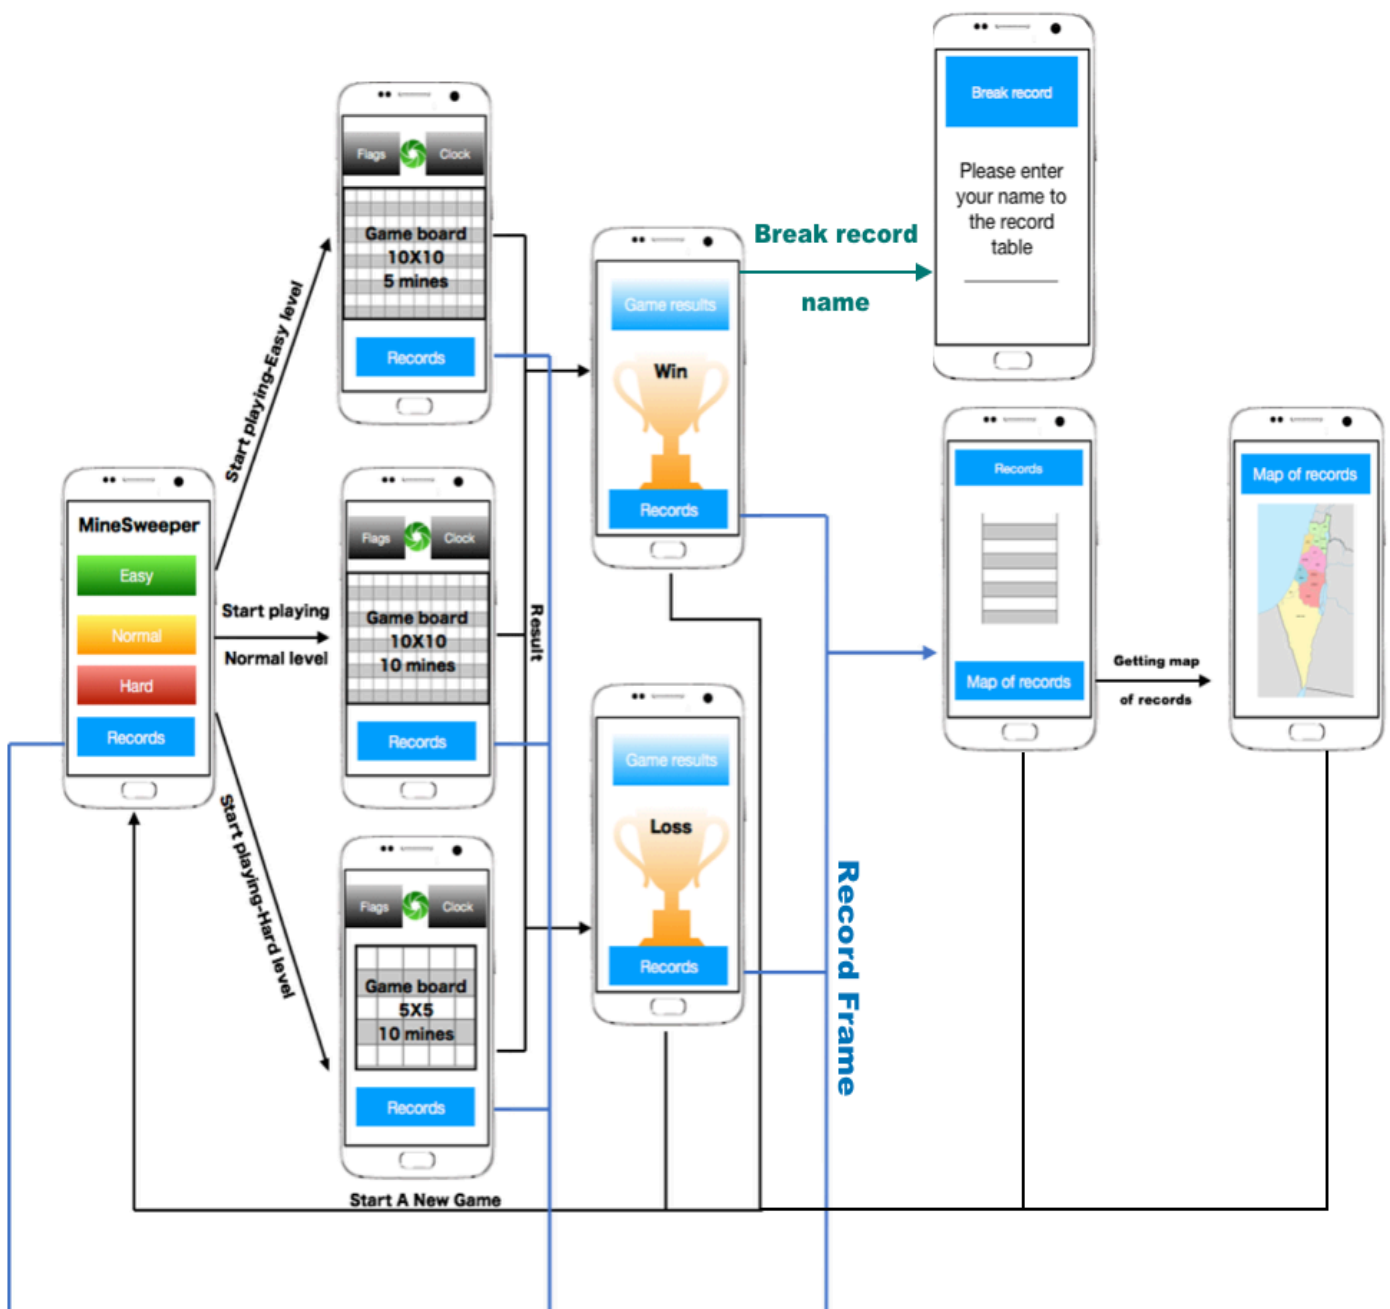 Break record
Please enter
your name to
the record
table
Flags
Clock
Game board
10X10
5 mines
Records
Break record
name
Game results
Win
Records
Start playing-Easy level
MineSweeper
Easy
Normal
Hard
Records
Start playing
Normal level
Flags
Clock
Game board
10X10
10 mines
Records
Result
Records
Map of records
Getting map
of records
Map of records
Game results
Loss
Records
Start playing-Hard level
Flags
Clock
Game board
5X5
10 mines
Records
Record Frame
Start A New Game